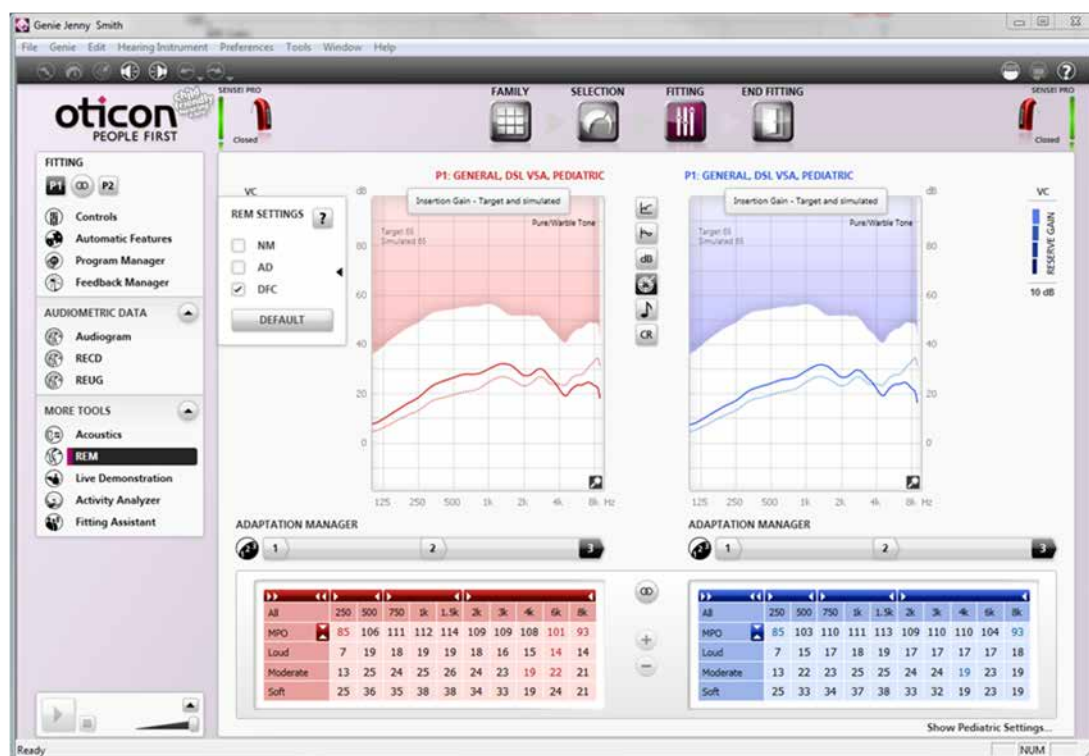 Genie Jenny Smith
File Genie Edit Hearing Instrument Preferences Tools Window Help
oticon
PEOPLE FIRST
child friendly
SENSEI PRO
Closed
FAMILY SELECTION FITTING END FITTING
SENSEI PRO
Closed
FITTING
P1 P2
Controls
Automatic Features
Program Manager
Feedback Manager
AUDIOMETRIC DATA
Audiogram
RECD
REUG
MORE TOOLS
Acoustics
REM
Live Demonstration
Activity Analyzer
Fitting Assistant
VC
REM SETTINGS ?
NM
AD
DFC
DEFAULT
P1: GENERAL, DSL V5A, PEDIATRIC
dB
Insertion Gain - Target and simulated
Pure/Warble Tone
Target 65
Simulated 65
80
60
40
20
0
125 250 500 1k 2k 4k 8k Hz
dB
CR
P1: GENERAL, DSL V5A, PEDIATRIC
dB
Insertion Gain - Target and simulated
Pure/Warble Tone
Target 65
Simulated 65
80
60
40
20
0
125 250 500 1k 2k 4k 8k Hz
VC
RESERVE GAIN
10 dB
ADAPTATION MANAGER
1 2 3
ADAPTATION MANAGER
1 2 3
All 250 500 750 1k 1.5k 2k 3k 4k 6k 8k
MPO 85 106 111 112 114 109 109 108 101 93
Loud 7 19 18 19 19 18 16 15 14 14
Moderate 13 25 24 25 26 24 23 19 22 21
Soft 25 36 35 38 38 34 33 19 24 21
All 250 500 750 1k 1.5k 2k 3k 4k 6k 8k
MPO 85 103 110 111 113 109 110 110 104 93
Loud 7 15 17 18 19 17 17 17 17 18
Moderate 13 22 23 25 25 24 24 19 23 19
Soft 25 33 34 37 38 33 32 19 23 19
Show Pediatric Settings...
Ready
NUM